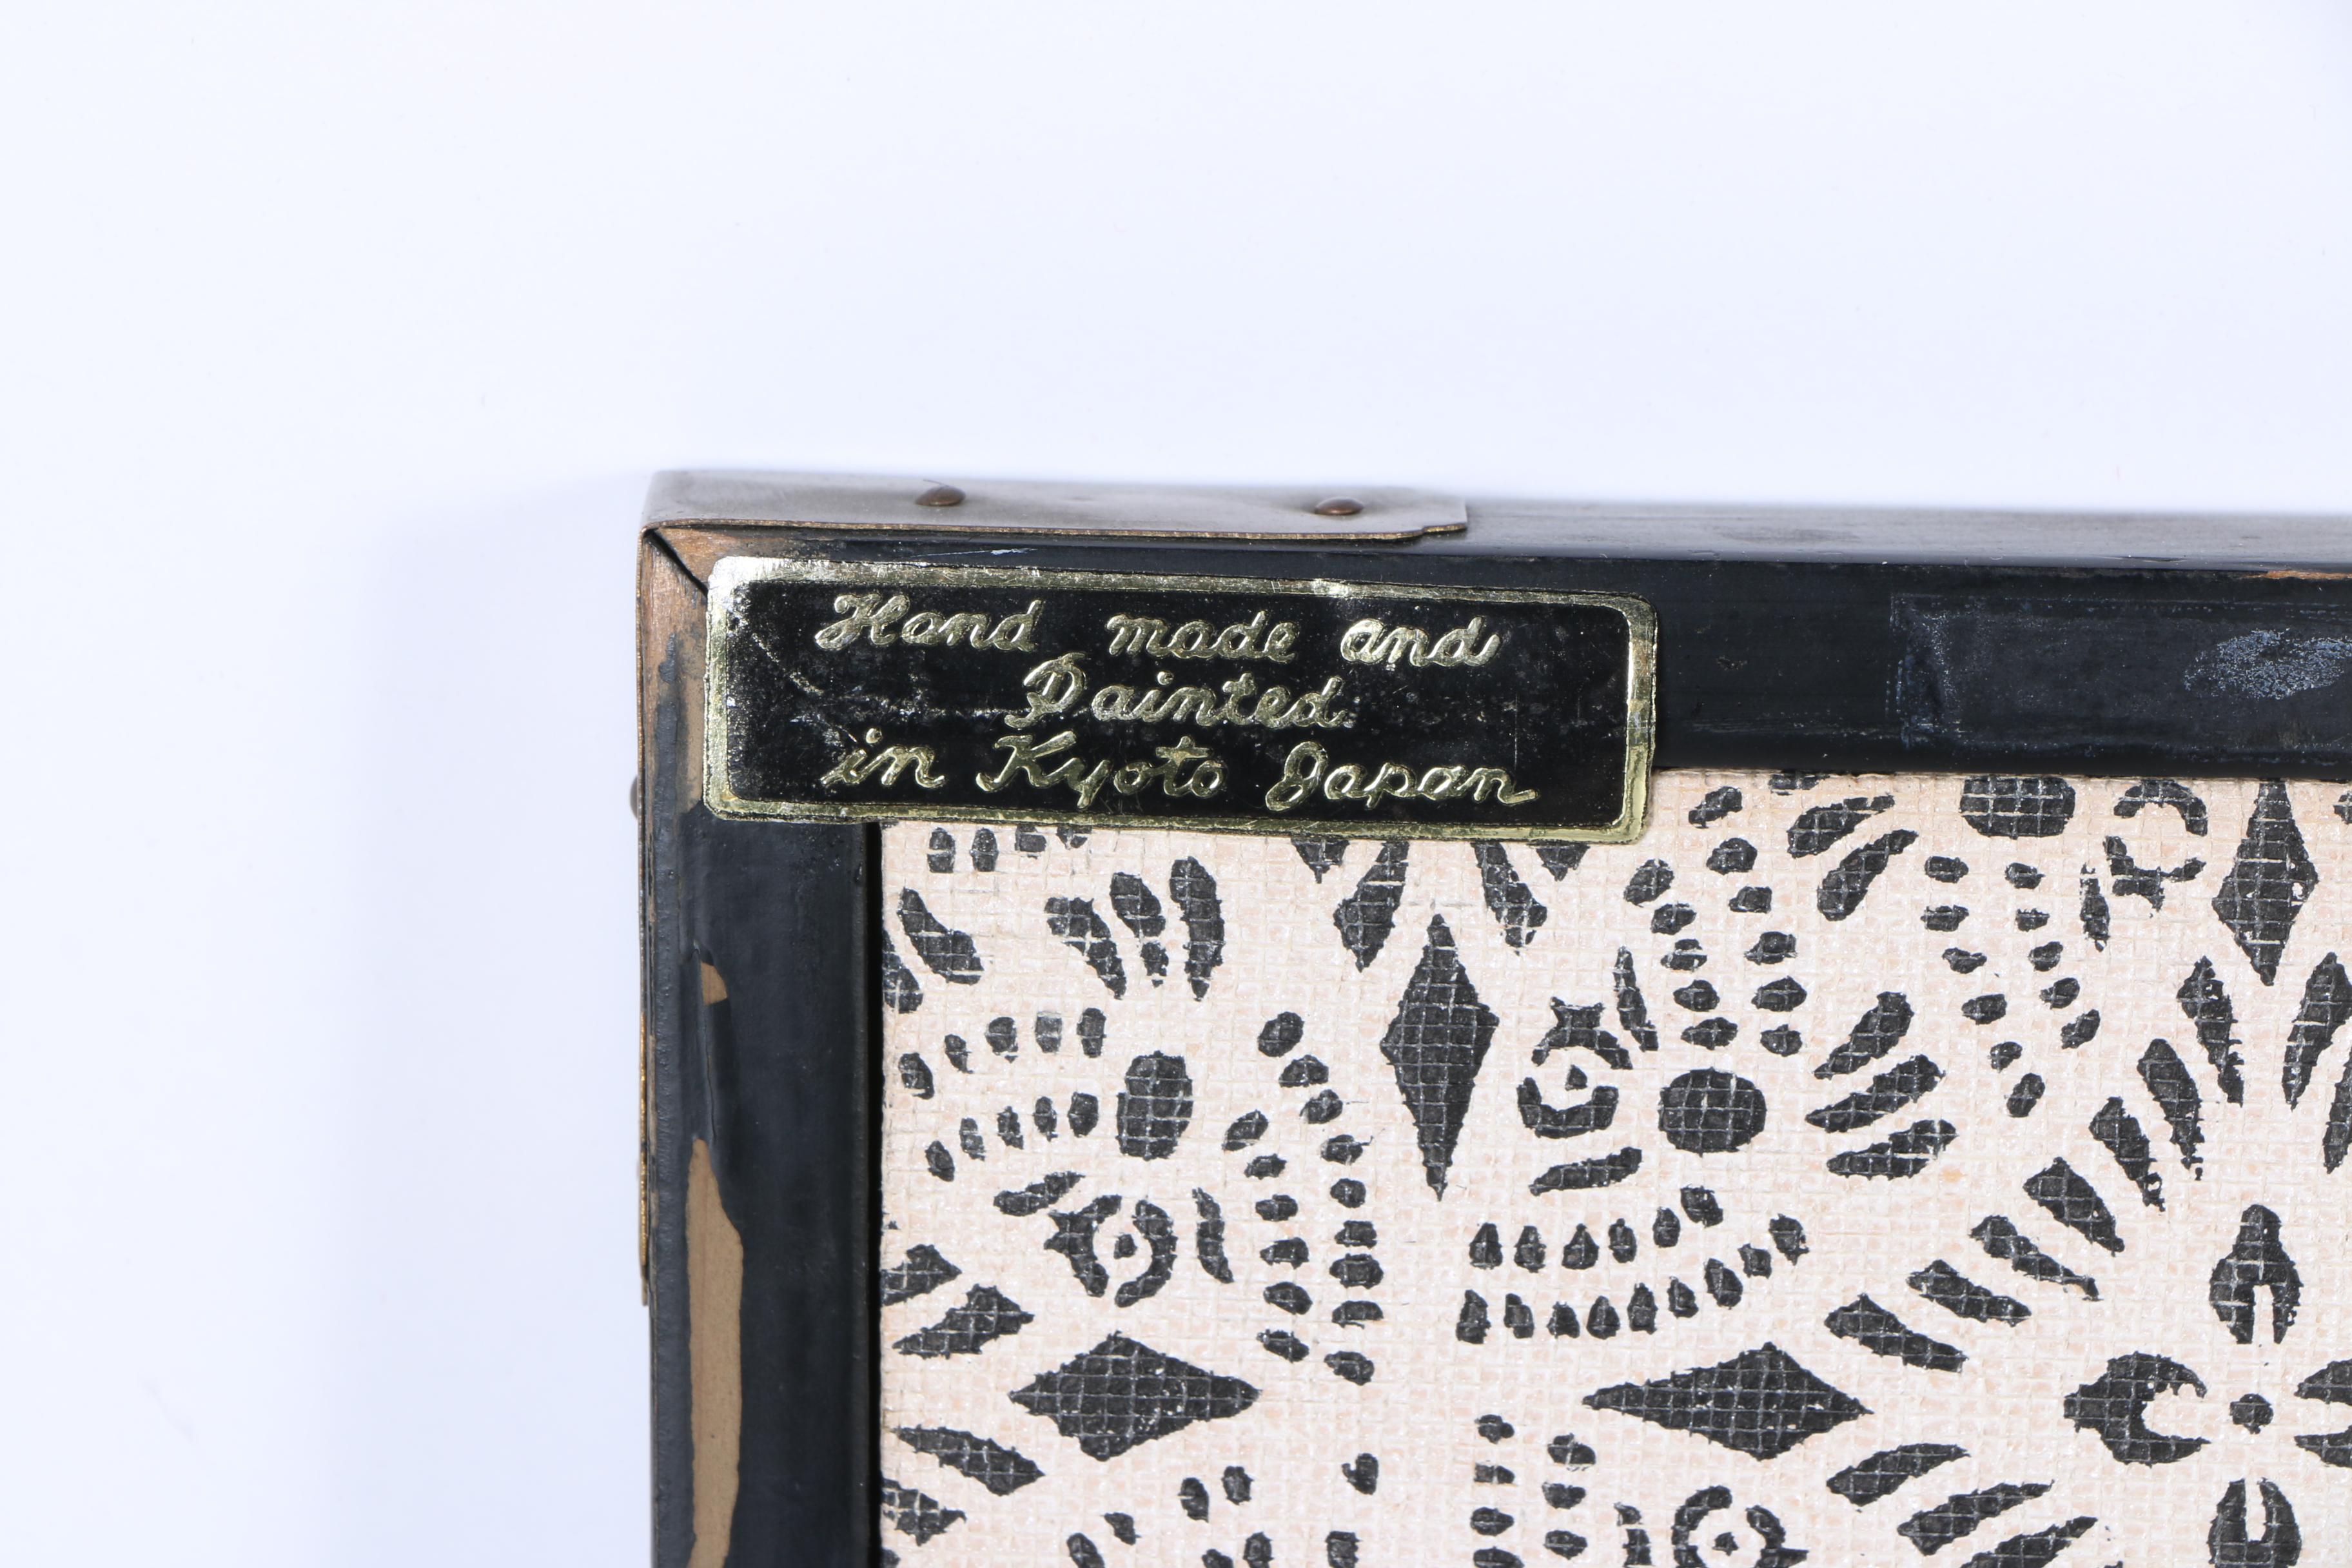 Hand made and
Painted
in Kyoto Japan